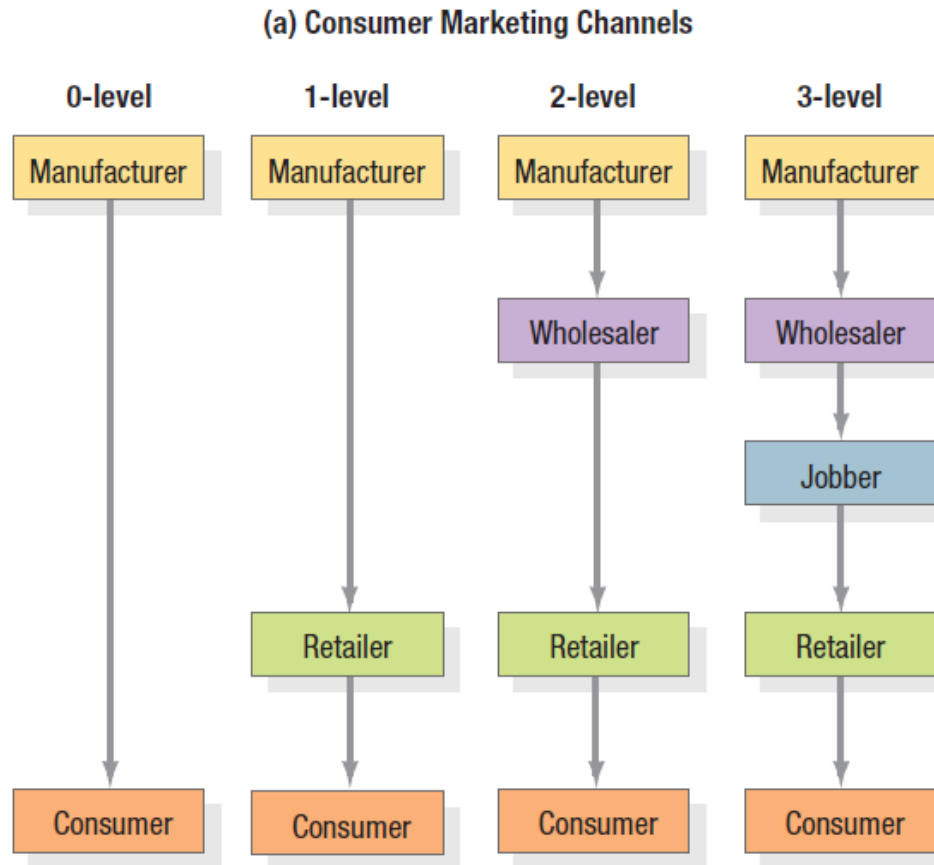 (a) Consumer Marketing Channels
0-level 1-level 2-level 3-level
Manufacturer Manufacturer Manufacturer Manufacturer
Wholesaler Wholesaler
Jobber
Retailer Retailer Retailer
Consumer Consumer Consumer Consumer